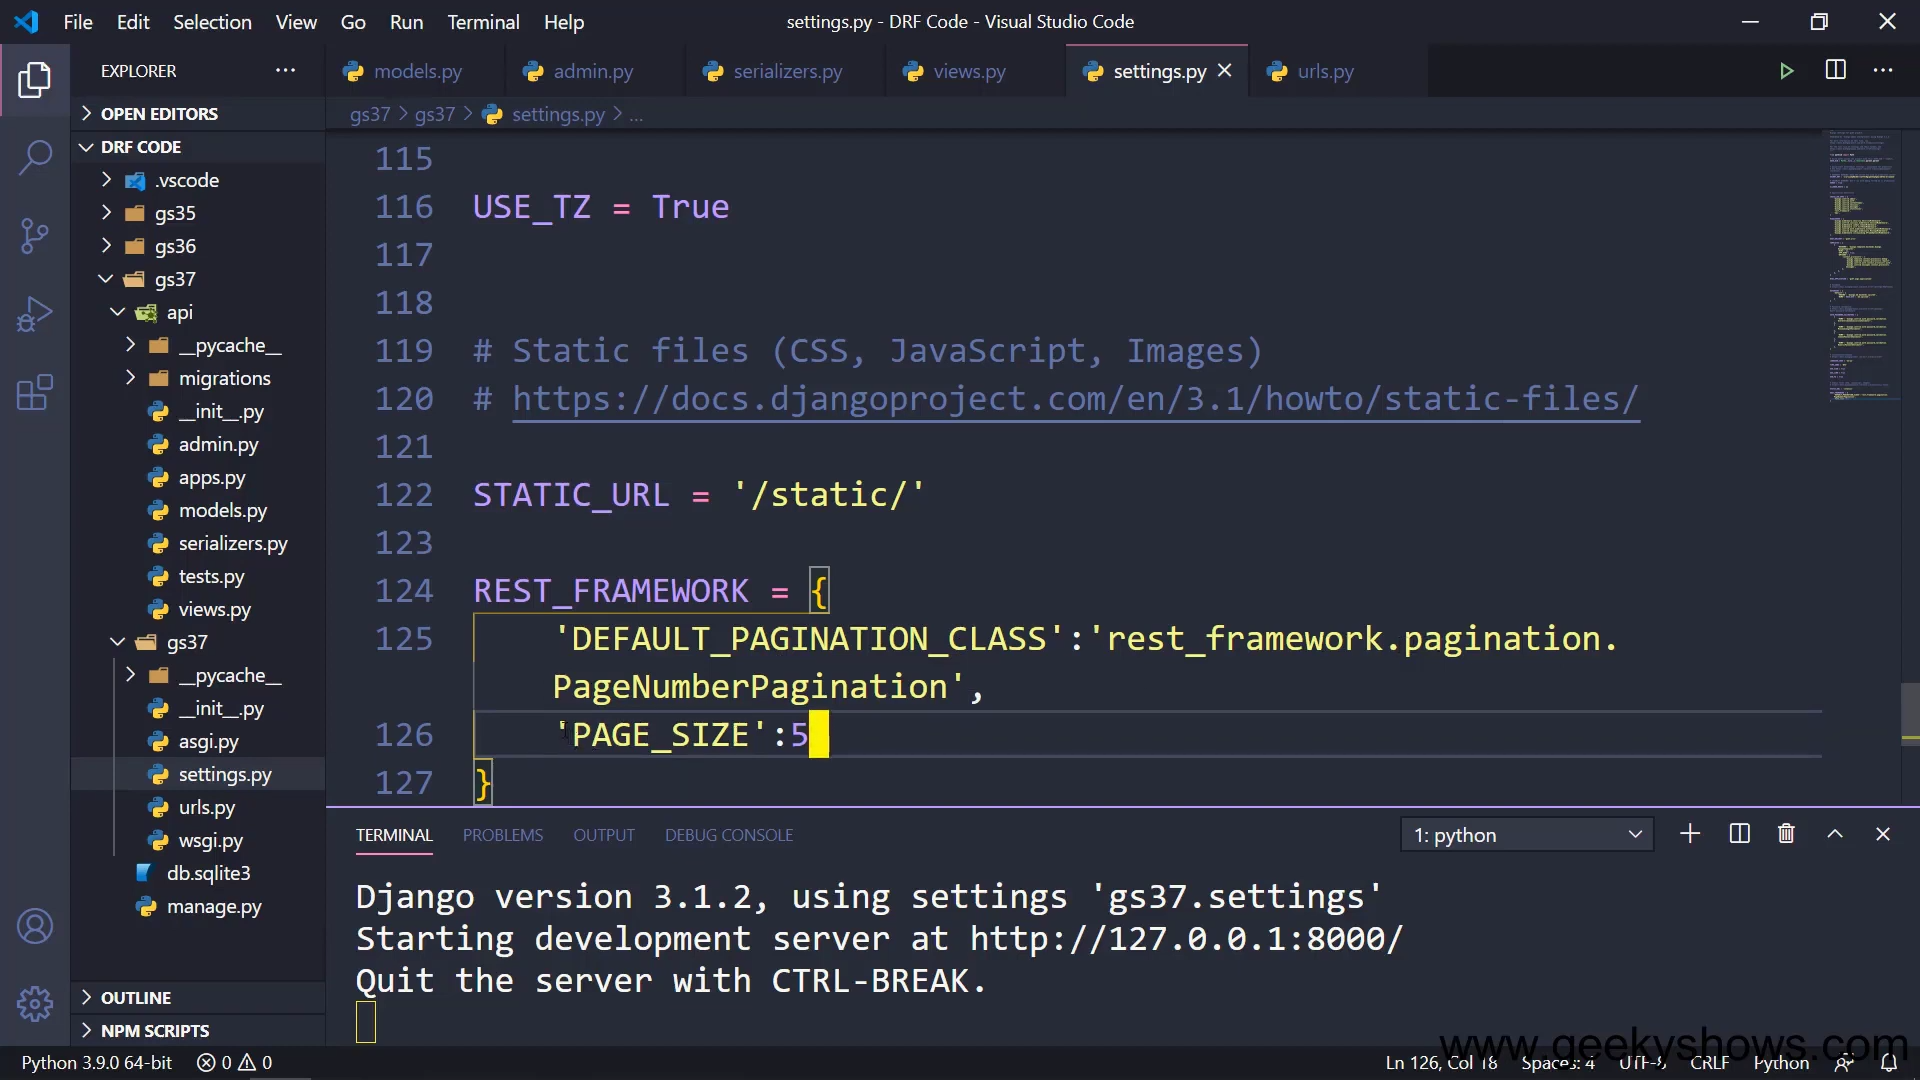 File Edit Selection View Go Run Terminal Help
settings.py - DRF Code - Visual Studio Code
EXPLORER
models.py
admin.py
serializers.py
views.py
settings.py
urls.py
OPEN EDITORS
gs37 > gs37 > settings.py > ...
DRF CODE
.vscode
gs35
gs36
gs37
api
__pycache__
migrations
__init__.py
admin.py
apps.py
models.py
serializers.py
tests.py
views.py
gs37
__pycache__
__init__.py
asgi.py
settings.py
urls.py
wsgi.py
db.sqlite3
manage.py
OUTLINE
NPM SCRIPTS
115
116 USE_TZ = True
117
118
119 # Static files (CSS, JavaScript, Images)
120 # https://docs.djangoproject.com/en/3.1/howto/static-files/
121
122 STATIC_URL = '/static/'
123
124 REST_FRAMEWORK = {
125 'DEFAULT_PAGINATION_CLASS':'rest_framework.pagination.
PageNumberPagination',
126 'PAGE_SIZE':5
127 }
TERMINAL PROBLEMS OUTPUT DEBUG CONSOLE
1: python
Django version 3.1.2, using settings 'gs37.settings'
Starting development server at http://127.0.0.1:8000/
Quit the server with CTRL-BREAK.
www.geekyshows.com
Python 3.9.0 64-bit 0 0
Ln 126, Col 18 Spaces: 4 UTF-8 CRLF Python